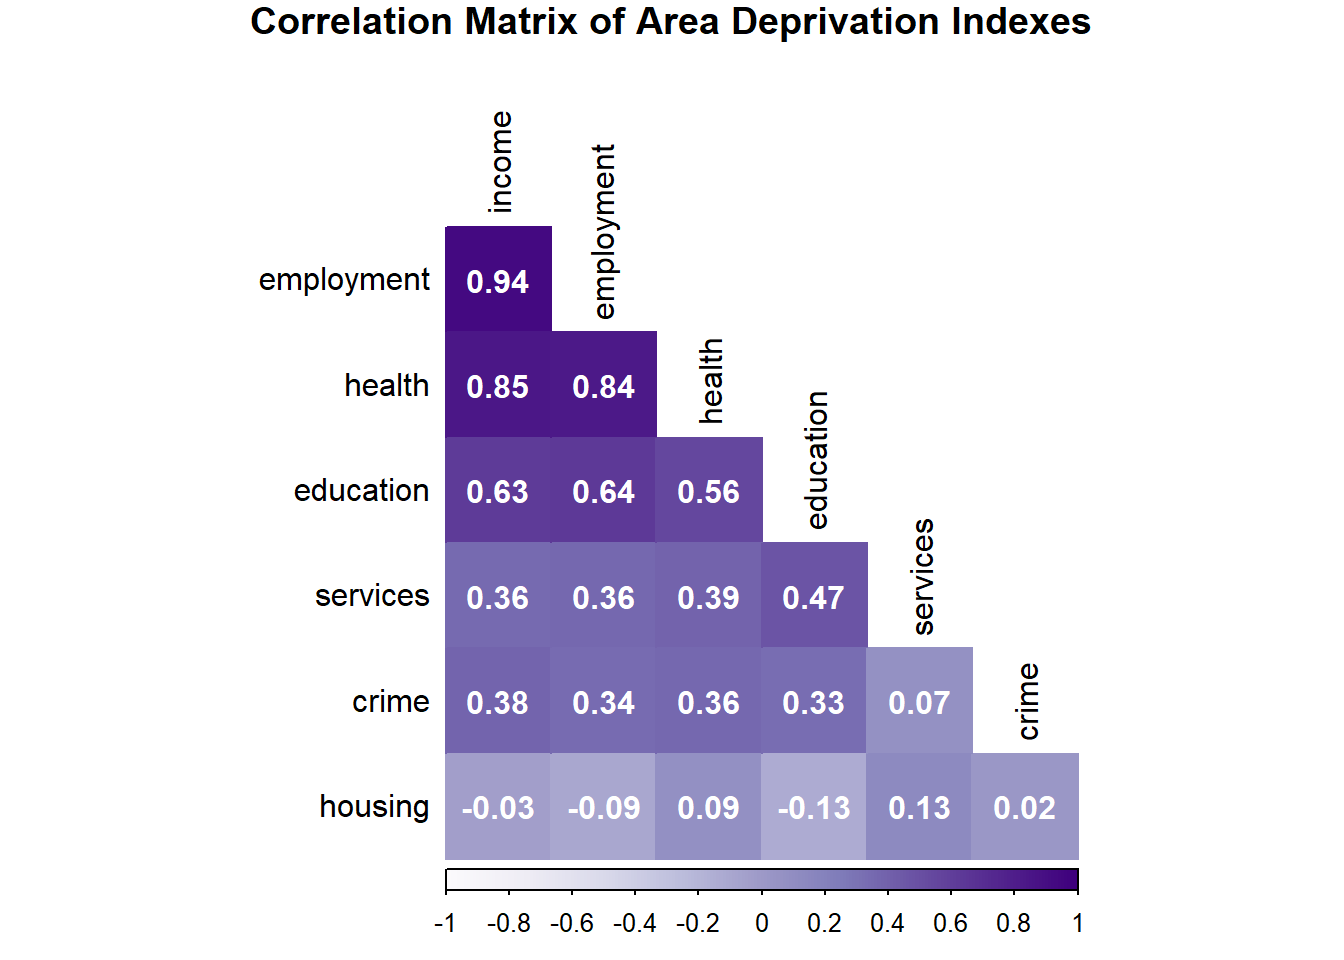 Correlation Matrix of Area Deprivation Indexes
income
employment
employment 0.94
health
health 0.85 0.84
education
education 0.63 0.64 0.56
services
services 0.36 0.36 0.39 0.47
crime
crime 0.38 0.34 0.36 0.33 0.07
housing -0.03 -0.09 0.09 -0.13 0.13 0.02
-1 -0.8 -0.6 -0.4 -0.2 0 0.2 0.4 0.6 0.8 1